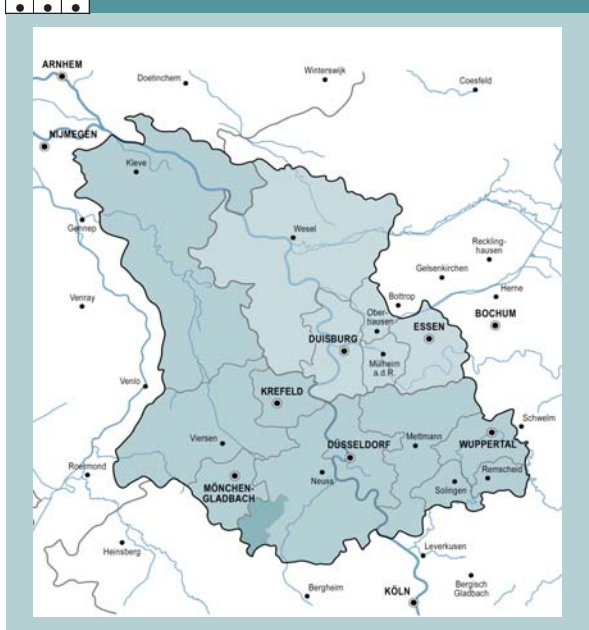 ARNHEM
Doetinchem
Winterswijk
Coesfeld
NIJMEGEN
Kleve
Gennep
Wesel
Reckling-
hausen
Gelsenkirchen
Venray
Bottrop
Herne
Ober-
hausen
ESSEN
BOCHUM
DUISBURG
Mülheim
a.d.R.
Venlo
KREFELD
Schwelm
Viersen
DÜSSELDORF
Mettmann
WUPPERTAL
Roermond
MÖNCHEN-
GLADBACH
Neuss
Remscheid
Solingen
Heinsberg
Leverkusen
Bergheim
KÖLN
Bergisch
Gladbach